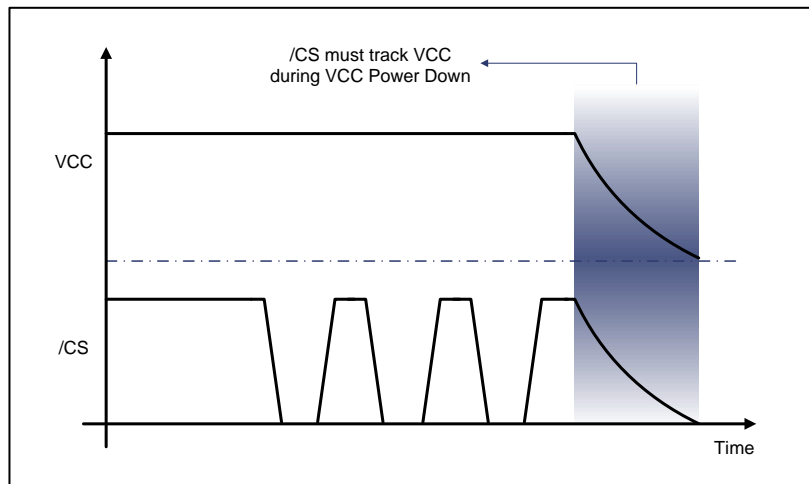 /CS must track VCC
during VCC Power Down
VCC
/CS
Time